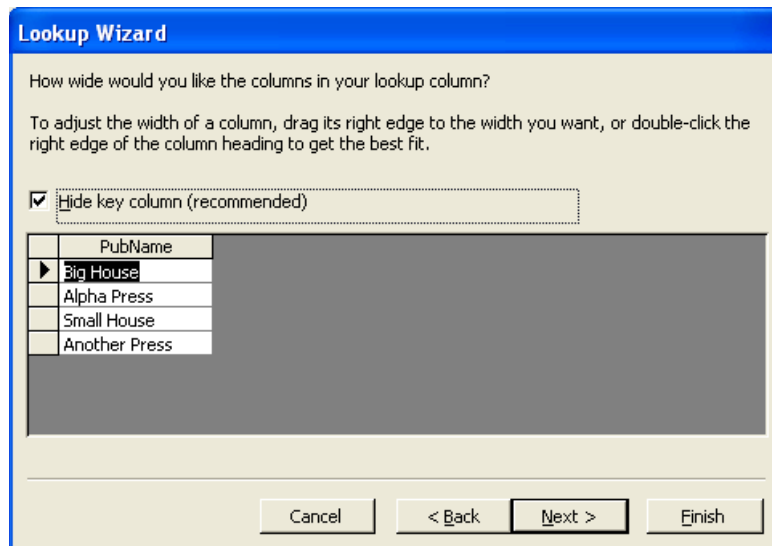 Lookup Wizard
How wide would you like the columns in your lookup column?
To adjust the width of a column, drag its right edge to the width you want, or double-click the
right edge of the column heading to get the best fit.
Hide key column (recommended)
PubName
Big House
Alpha Press
Small House
Another Press
Cancel
< Back
Next >
Finish